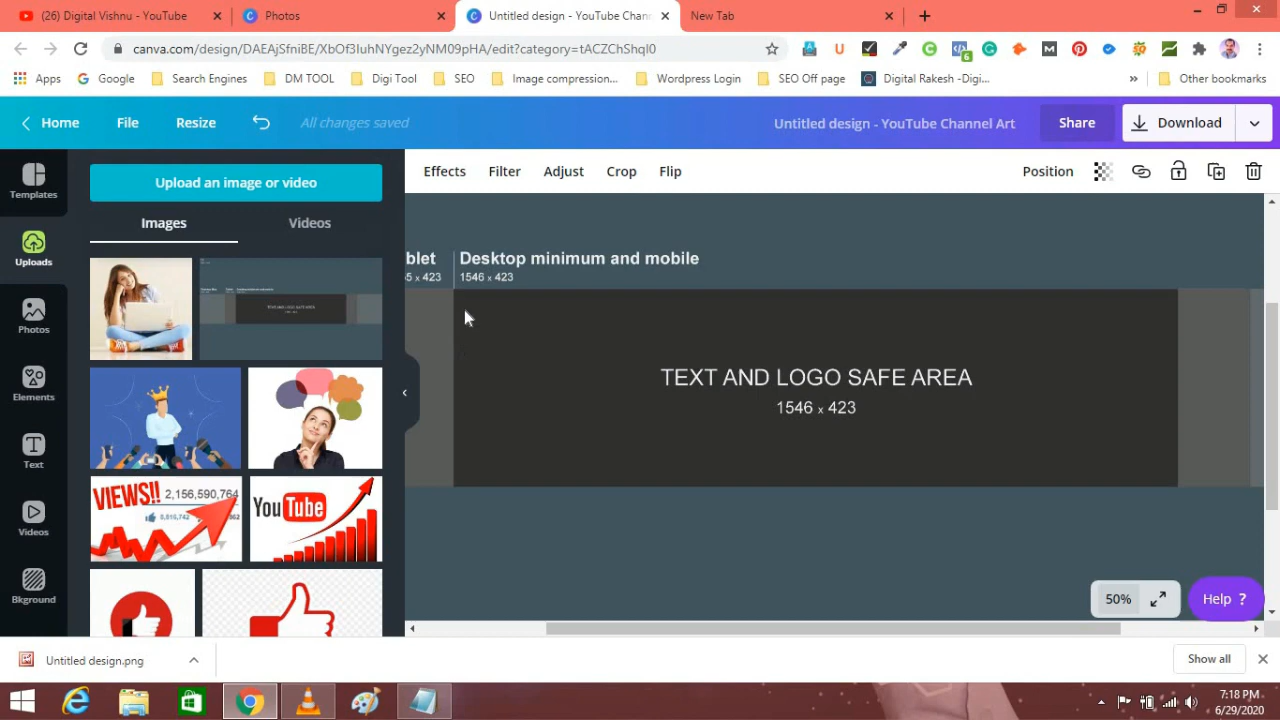 (26) Digital Vishnu - YouTube
Photos
Untitled design - YouTube Chann
New Tab
canva.com/design/DAEAjSfniBE/XbOf3IuhNYgez2yNM09pHA/edit?category=tACZChShqI0
Apps
Google
Search Engines
DM TOOL
Digi Tool
SEO
Image compression...
Wordpress Login
SEO Off page
Digital Rakesh -Digi...
Other bookmarks
Home
File
Resize
All changes saved
Untitled design - YouTube Channel Art
Share
Download
Templates
Uploads
Photos
Elements
Text
Videos
Bkground
Upload an image or video
Images
Videos
VIEWS!! 2,156,590,764
YouTube
Effects
Filter
Adjust
Crop
Flip
Position
blet
5 x 423
Desktop minimum and mobile
1546 x 423
TEXT AND LOGO SAFE AREA
1546 x 423
50%
Help ?
Untitled design.png
Show all
7:18 PM
6/29/2020